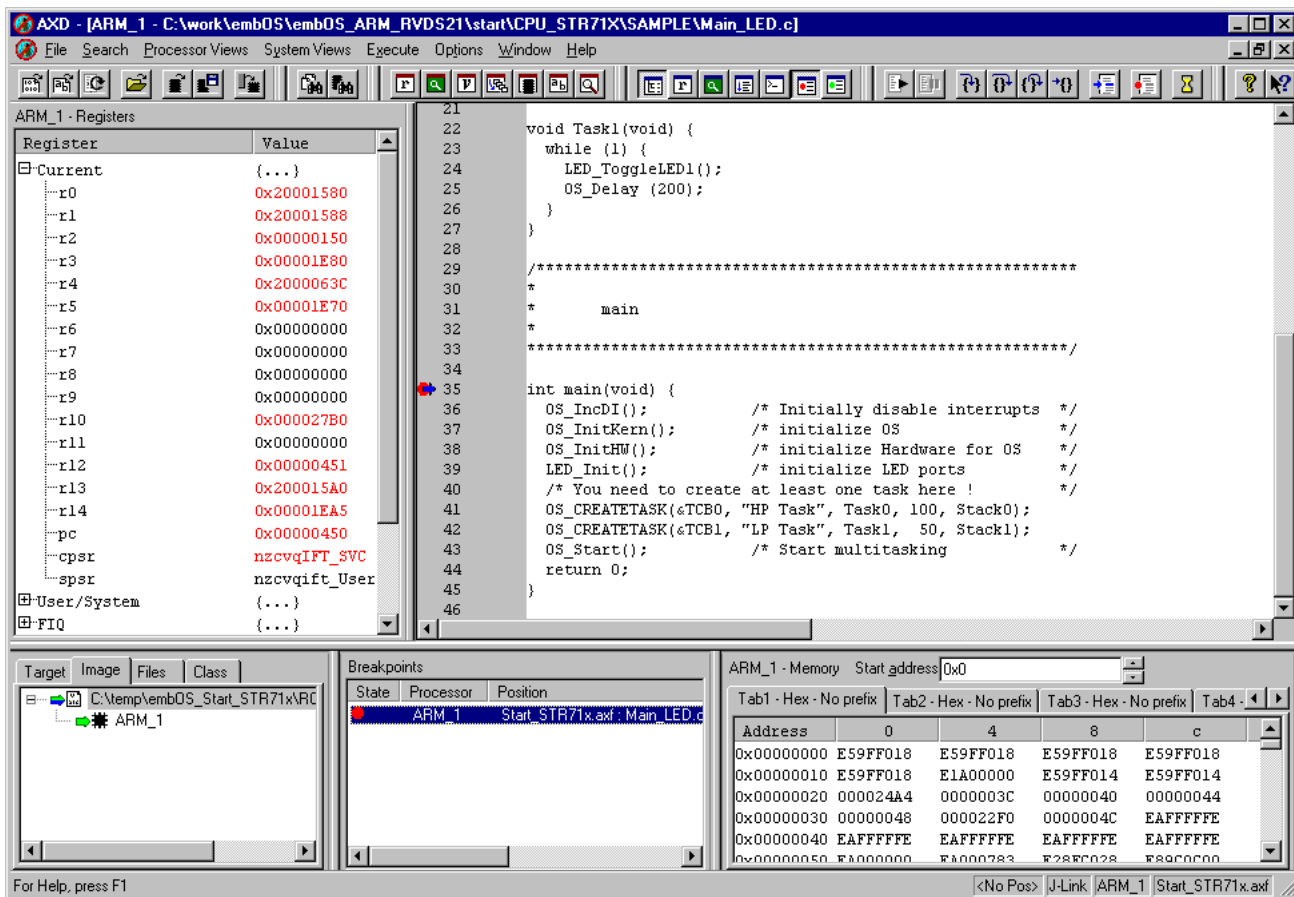 AXD - [ARM_1 - C:\work\embOS\embOS_ARM_RVDS21\start\CPU_STR71X\SAMPLE\Main_LED.c]
File Search Processor Views System Views Execute Options Window Help
ARM_1 - Registers
Register Value
Current {...}
r0 0x20001580
r1 0x20001588
r2 0x00000150
r3 0x00001E80
r4 0x2000063C
r5 0x00001E70
r6 0x00000000
r7 0x00000000
r8 0x00000000
r9 0x00000000
r10 0x000027B0
r11 0x00000000
r12 0x00000451
r13 0x200015A0
r14 0x00001EA5
pc 0x00000450
cpsr nzcvqIFT_SVC
spsr nzcvqift_User
User/System {...}
FIQ {...}
21
22 void Task1(void) {
23 while (1) {
24 LED_ToggleLED1();
25 OS_Delay (200);
26 }
27 }
28
29 /**********************************************************
30 *
31 * main
32 *
33 **********************************************************/
34
35 int main(void) {
36 OS_IncDI(); /* Initially disable interrupts */
37 OS_InitKern(); /* initialize OS */
38 OS_InitHW(); /* initialize Hardware for OS */
39 LED_Init(); /* initialize LED ports */
40 /* You need to create at least one task here ! */
41 OS_CREATETASK(&TCB0, "HP Task", Task0, 100, Stack0);
42 OS_CREATETASK(&TCB1, "LP Task", Task1, 50, Stack1);
43 OS_Start(); /* Start multitasking */
44 return 0;
45 }
46
Target Image Files Class
C:\temp\embOS_Start_STR71x\RC
ARM_1
Breakpoints
State Processor Position
ARM_1 Start_STR71x.axf : Main_LED.c
ARM_1 - Memory Start address 0x0
Tab1 - Hex - No prefix Tab2 - Hex - No prefix Tab3 - Hex - No prefix Tab4 -
Address 0 4 8 c
0x00000000 E59FF018 E59FF018 E59FF018 E59FF018
0x00000010 E59FF018 E1A00000 E59FF014 E59FF014
0x00000020 000024A4 0000003C 00000040 00000044
0x00000030 00000048 000022F0 0000004C EAFFFFFE
0x00000040 EAFFFFFE EAFFFFFE EAFFFFFE EAFFFFFE
0x00000050 EA000000 EA000783 E28FC028 E89C0C00
For Help, press F1
<No Pos> J-Link ARM_1 Start_STR71x.axf